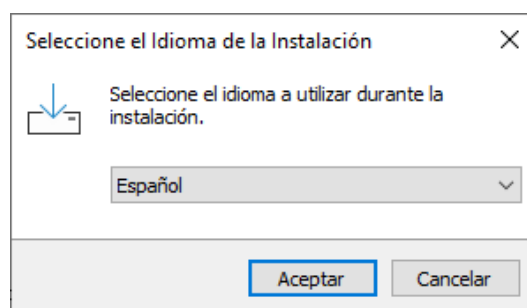 Seleccione el Idioma de la Instalación
Seleccione el idioma a utilizar durante la
instalación.
Español
Aceptar
Cancelar